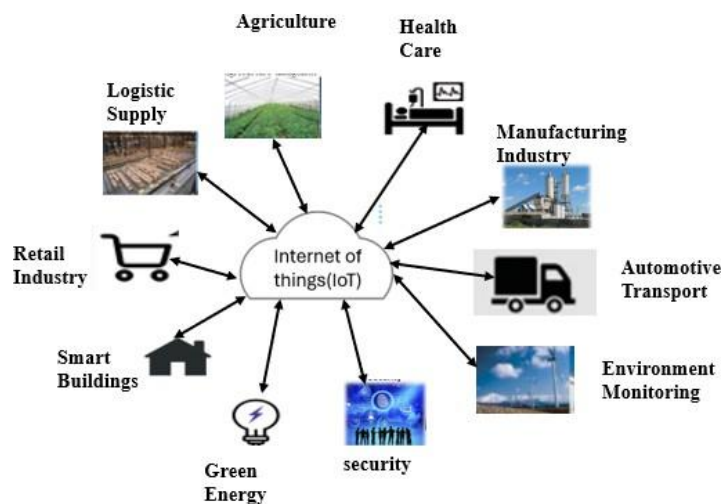 Agriculture
Health
Care
Logistic
Supply
Manufacturing
Industry
Internet of
things(IoT)
Retail
Industry
Automotive
Transport
Smart
Buildings
Environment
Monitoring
Green
Energy
security